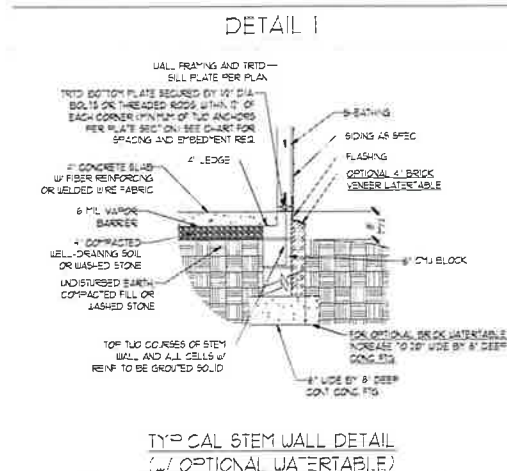 DETAIL 1
WALL FRAMING AND TRTD
SILL PLATE PER PLAN
TRTD BOTTOM PLATE SECURED BY 1/2" DIA
BOLTS OR THREADED RODS WITHIN 12" OF
EACH CORNER (MINIMUM OF TWO ANCHORS
PER PLATE SECTION) SEE CHART FOR
SPACING AND EMBEDMENT REQ.
4" LEDGE
4" CONCRETE SLAB
W/ FIBER REINFORCING
OR WELDED WIRE FABRIC
6 MIL VAPOR
BARRIER
4" COMPACTED
WELL-DRAINING SOIL
OR WASHED STONE
UNDISTURBED EARTH
COMPACTED FILL OR
WASHED STONE
TOP TWO COURSES OF STEM
WALL AND ALL CELLS W/
REINF TO BE GROUTED SOLID
SHEATHING
SIDING AS SPEC
FLASHING
OPTIONAL 4" BRICK
VENEER WATERTABLE
CMU BLOCK
FOR OPTIONAL BRICK WATERTABLE
INCREASE TO 20" WIDE BY 8" DEEP
CONC FTG
WIDE BY 8" DEEP
CONT CONC FTG
TYPICAL STEM WALL DETAIL
(W/ OPTIONAL WATERTABLE)